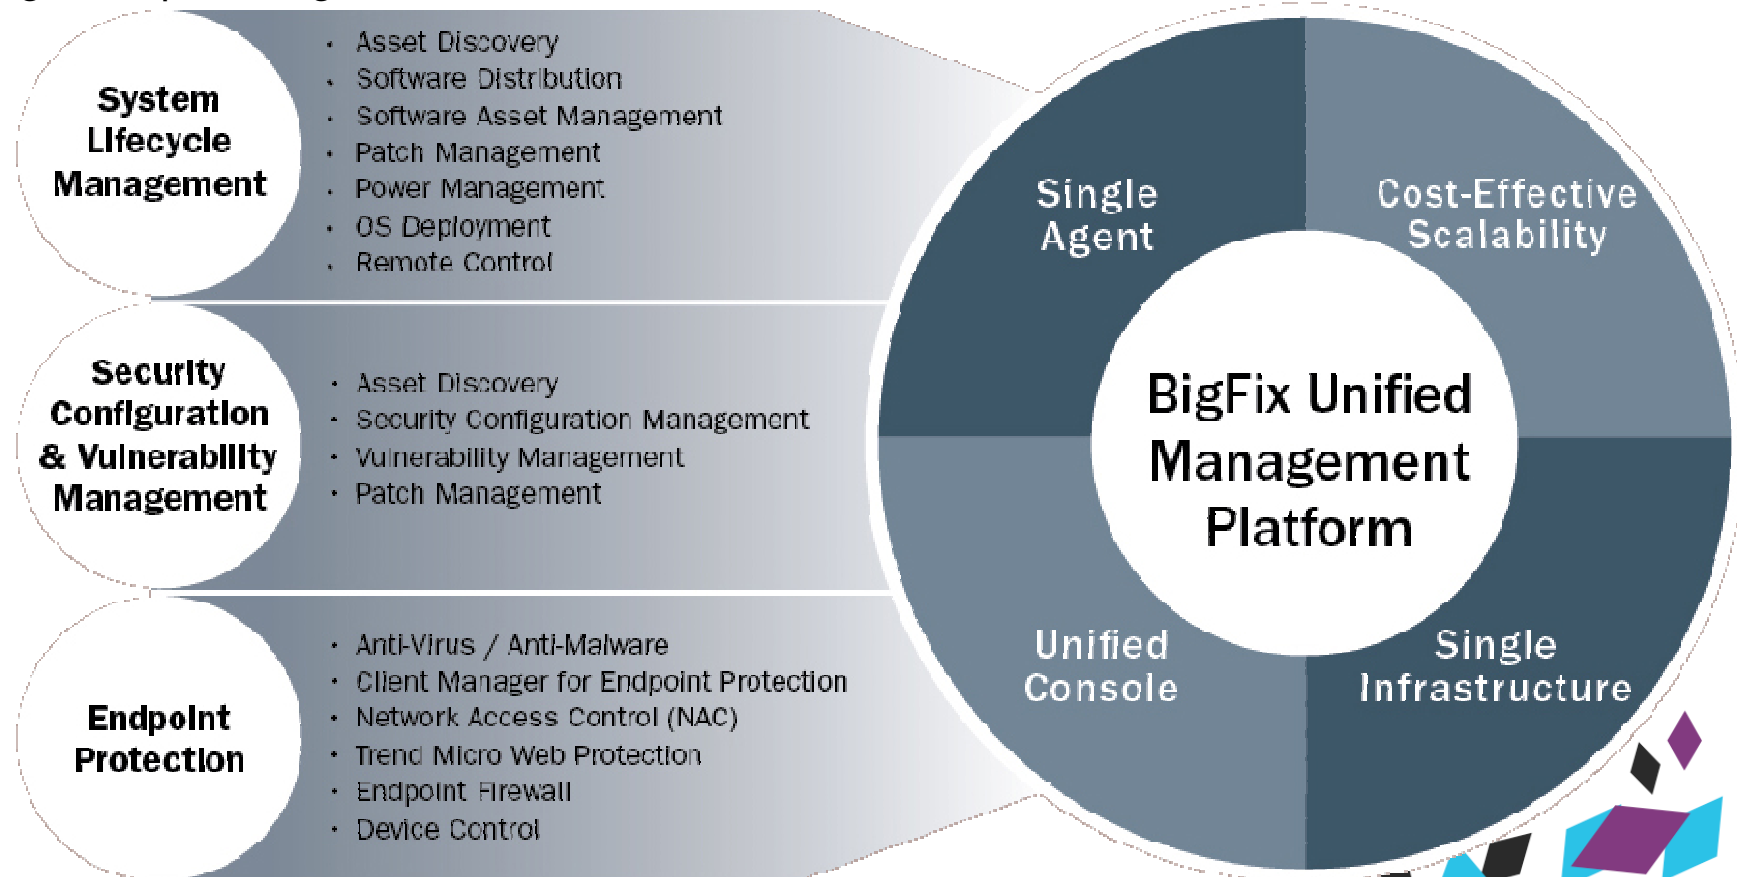 System
Lifecycle
Management
• Asset Discovery
• Software Distribution
• Software Asset Management
• Patch Management
• Power Management
• OS Deployment
• Remote Control
Security
Configuration
& Vulnerability
Management
• Asset Discovery
• Security Configuration Management
• Vulnerability Management
• Patch Management
Endpoint
Protection
• Anti-Virus / Anti-Malware
• Client Manager for Endpoint Protection
• Network Access Control (NAC)
• Trend Micro Web Protection
• Endpoint Firewall
• Device Control
Single
Agent
Cost-Effective
Scalability
BigFix Unified
Management
Platform
Unified
Console
Single
Infrastructure